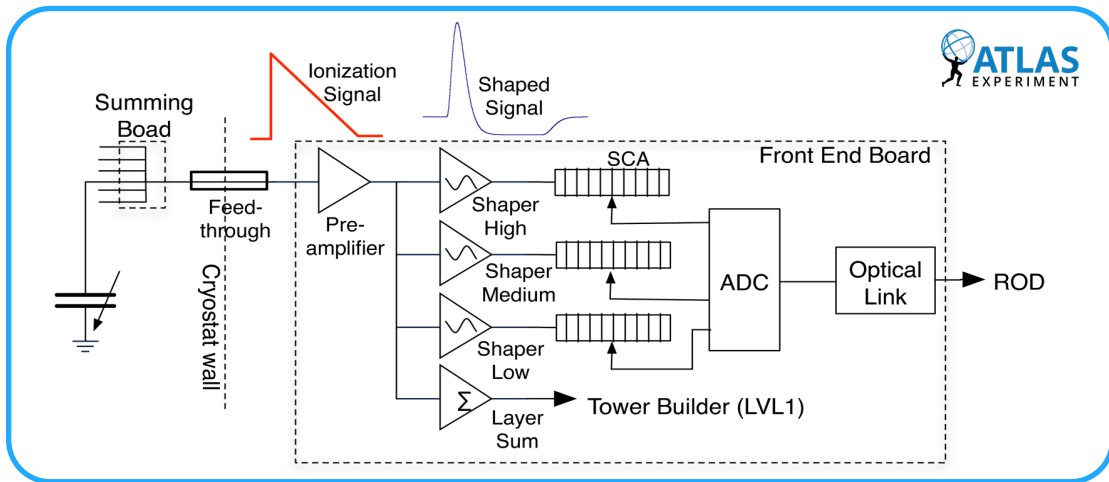 ATLAS
EXPERIMENT
Ionization
Signal
Shaped
Signal
Summing
Boad
Front End Board
SCA
Feed-
through
Pre-
amplifier
Shaper
High
Shaper
Medium
Shaper
Low
Σ
Layer
Sum
Tower Builder (LVL1)
ADC
Optical
Link
ROD
Cryostat wall